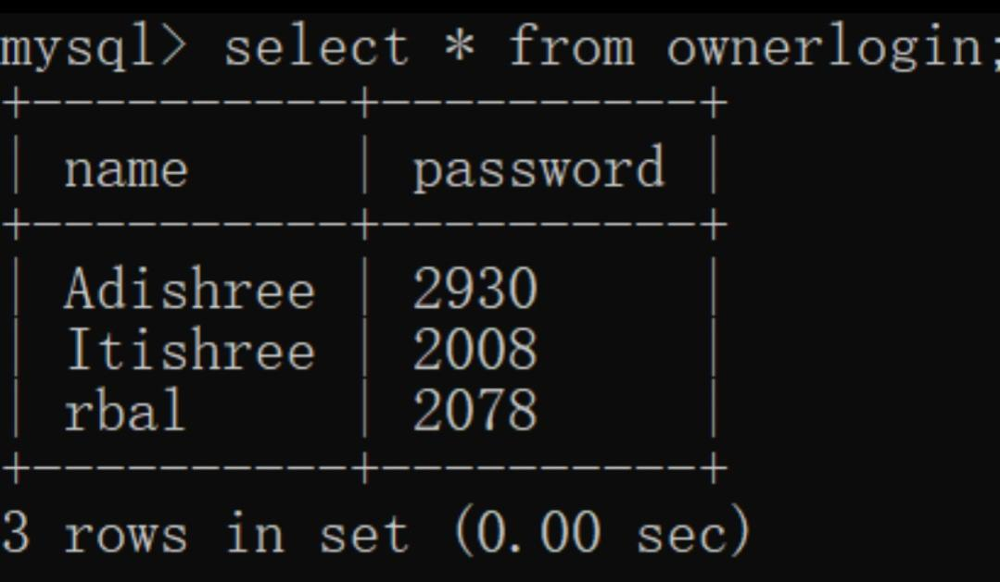 mysql> select * from ownerlogin;
+-----------+----------+
| name      | password |
+-----------+----------+
| Adishree | 2930     |
| Itishree | 2008     |
| rbal     | 2078     |
+-----------+----------+
3 rows in set (0.00 sec)